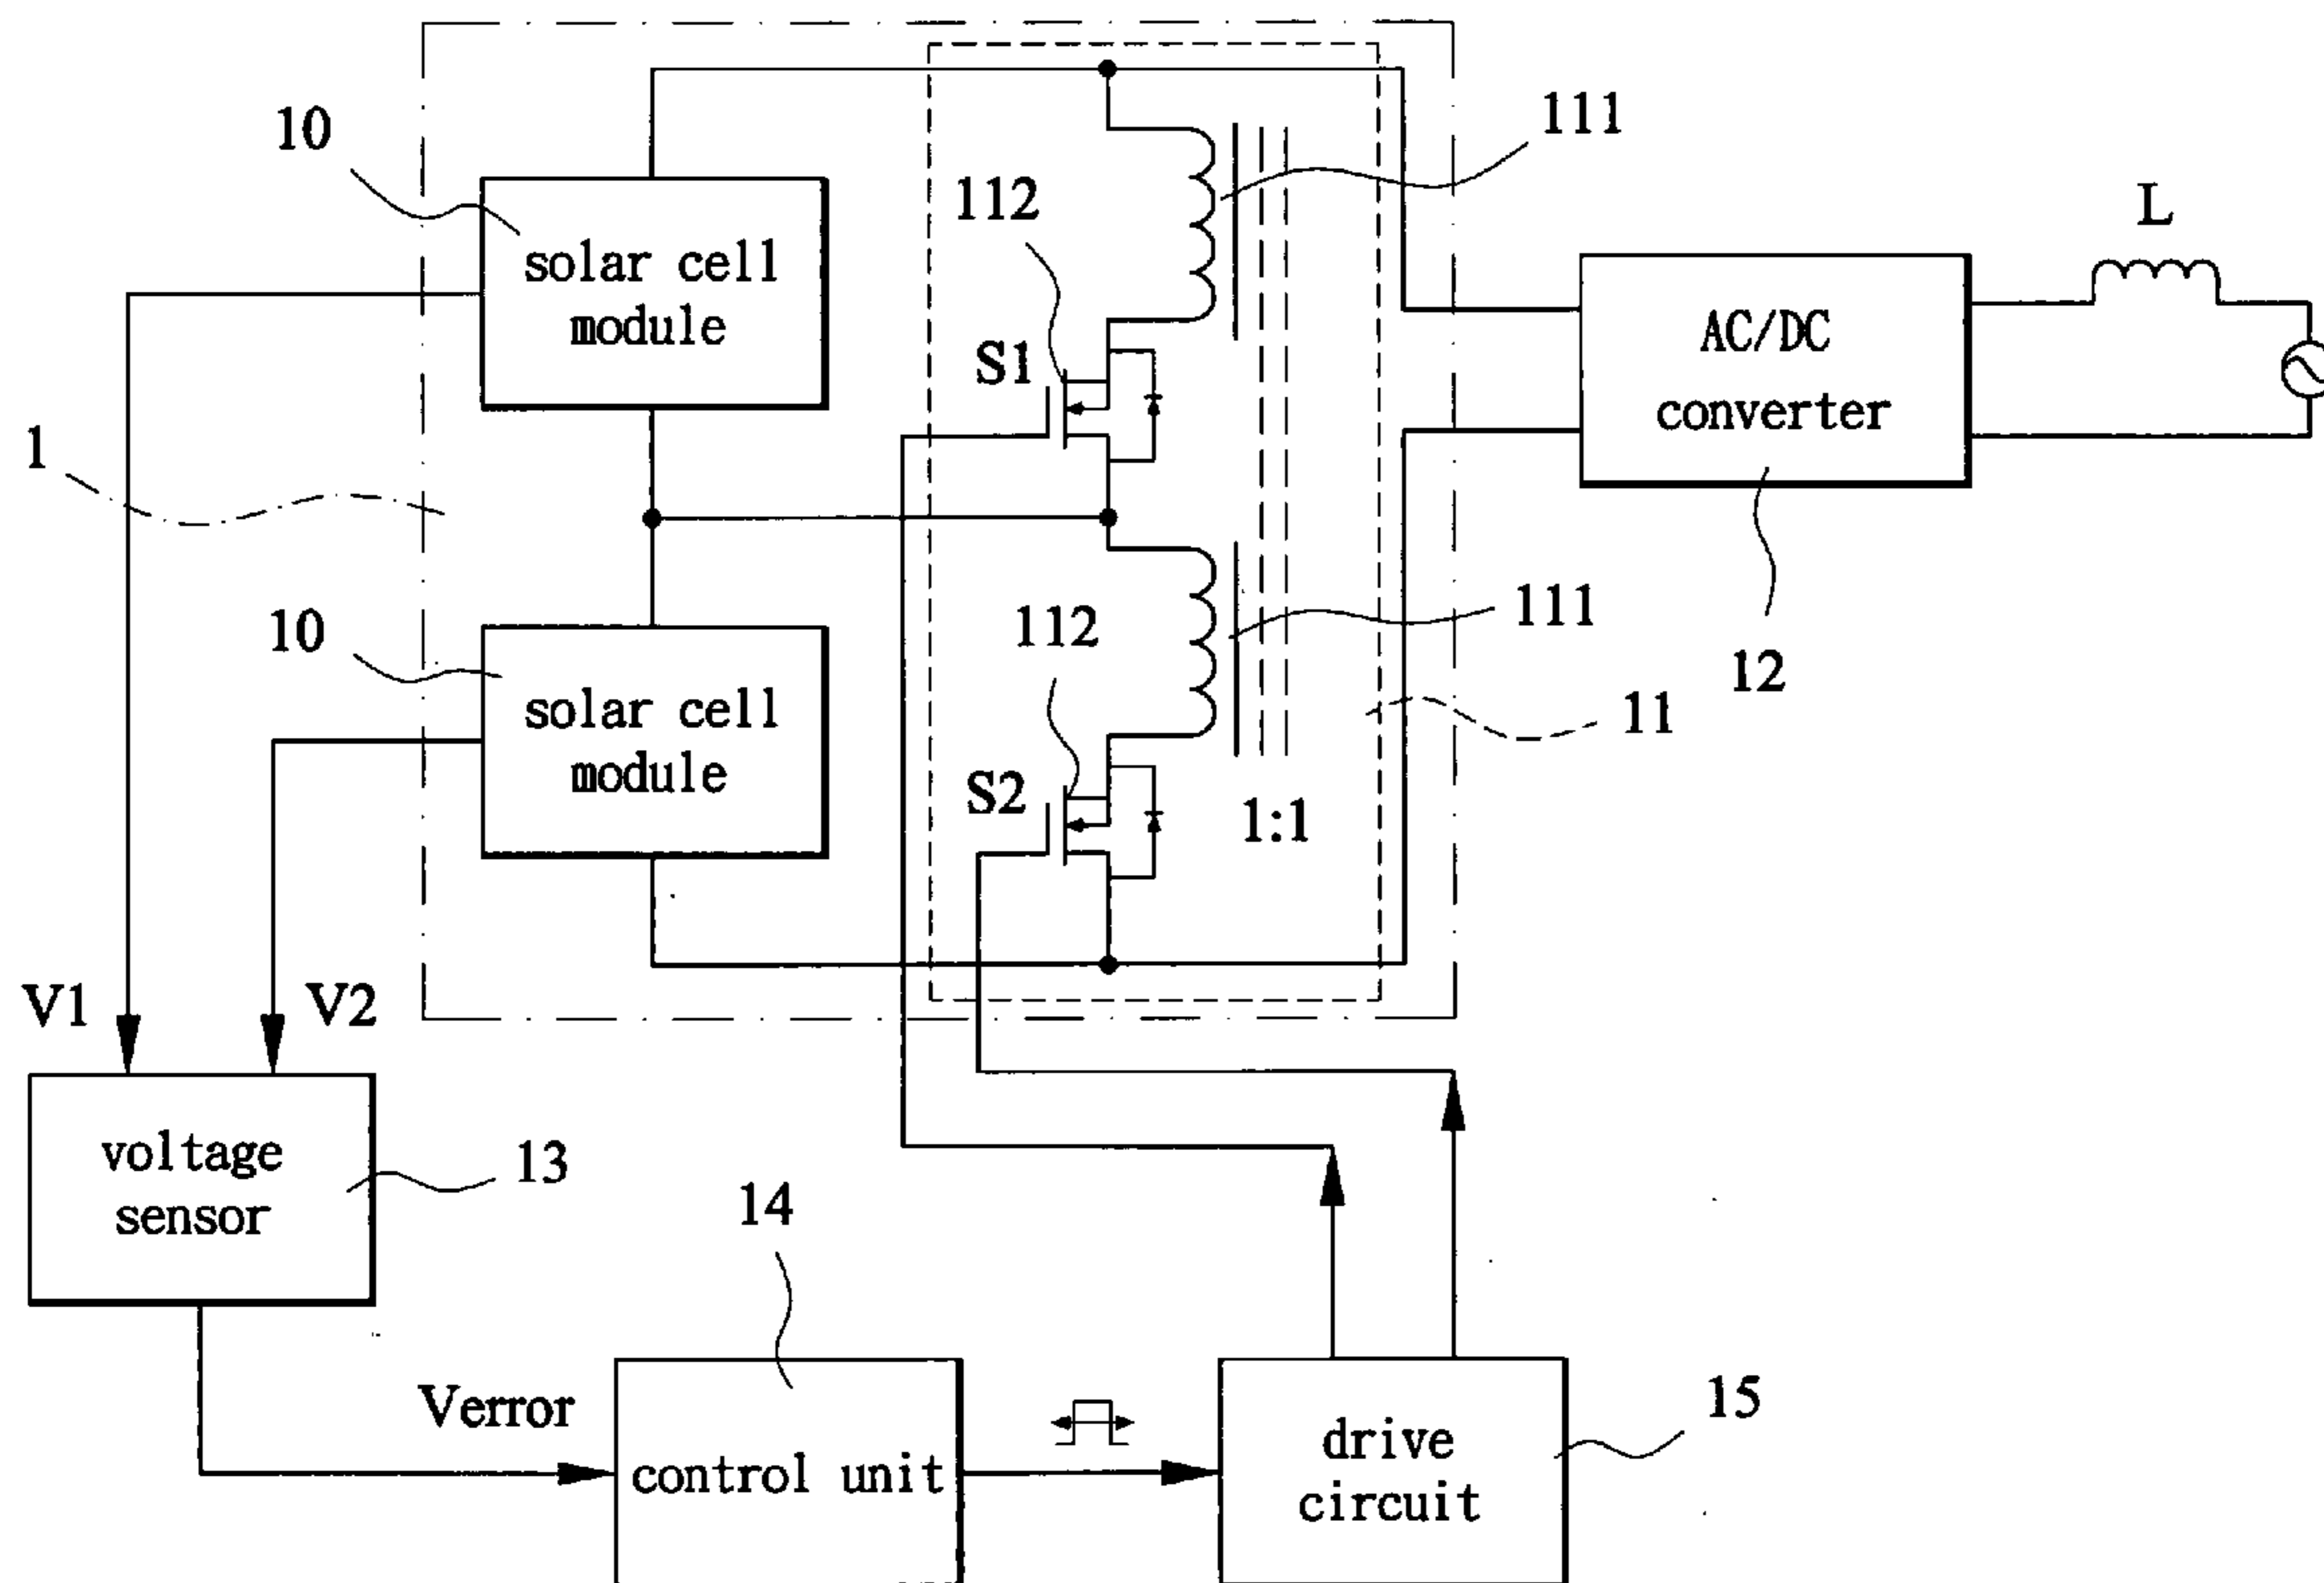 10
111
112
solar cell
module
L
S1
AC/DC
converter
1
10
112
111
12
11
solar cell
module
S2
1:1
V1
V2
voltage
sensor
13
14
Verror
control unit
drive
circuit
15